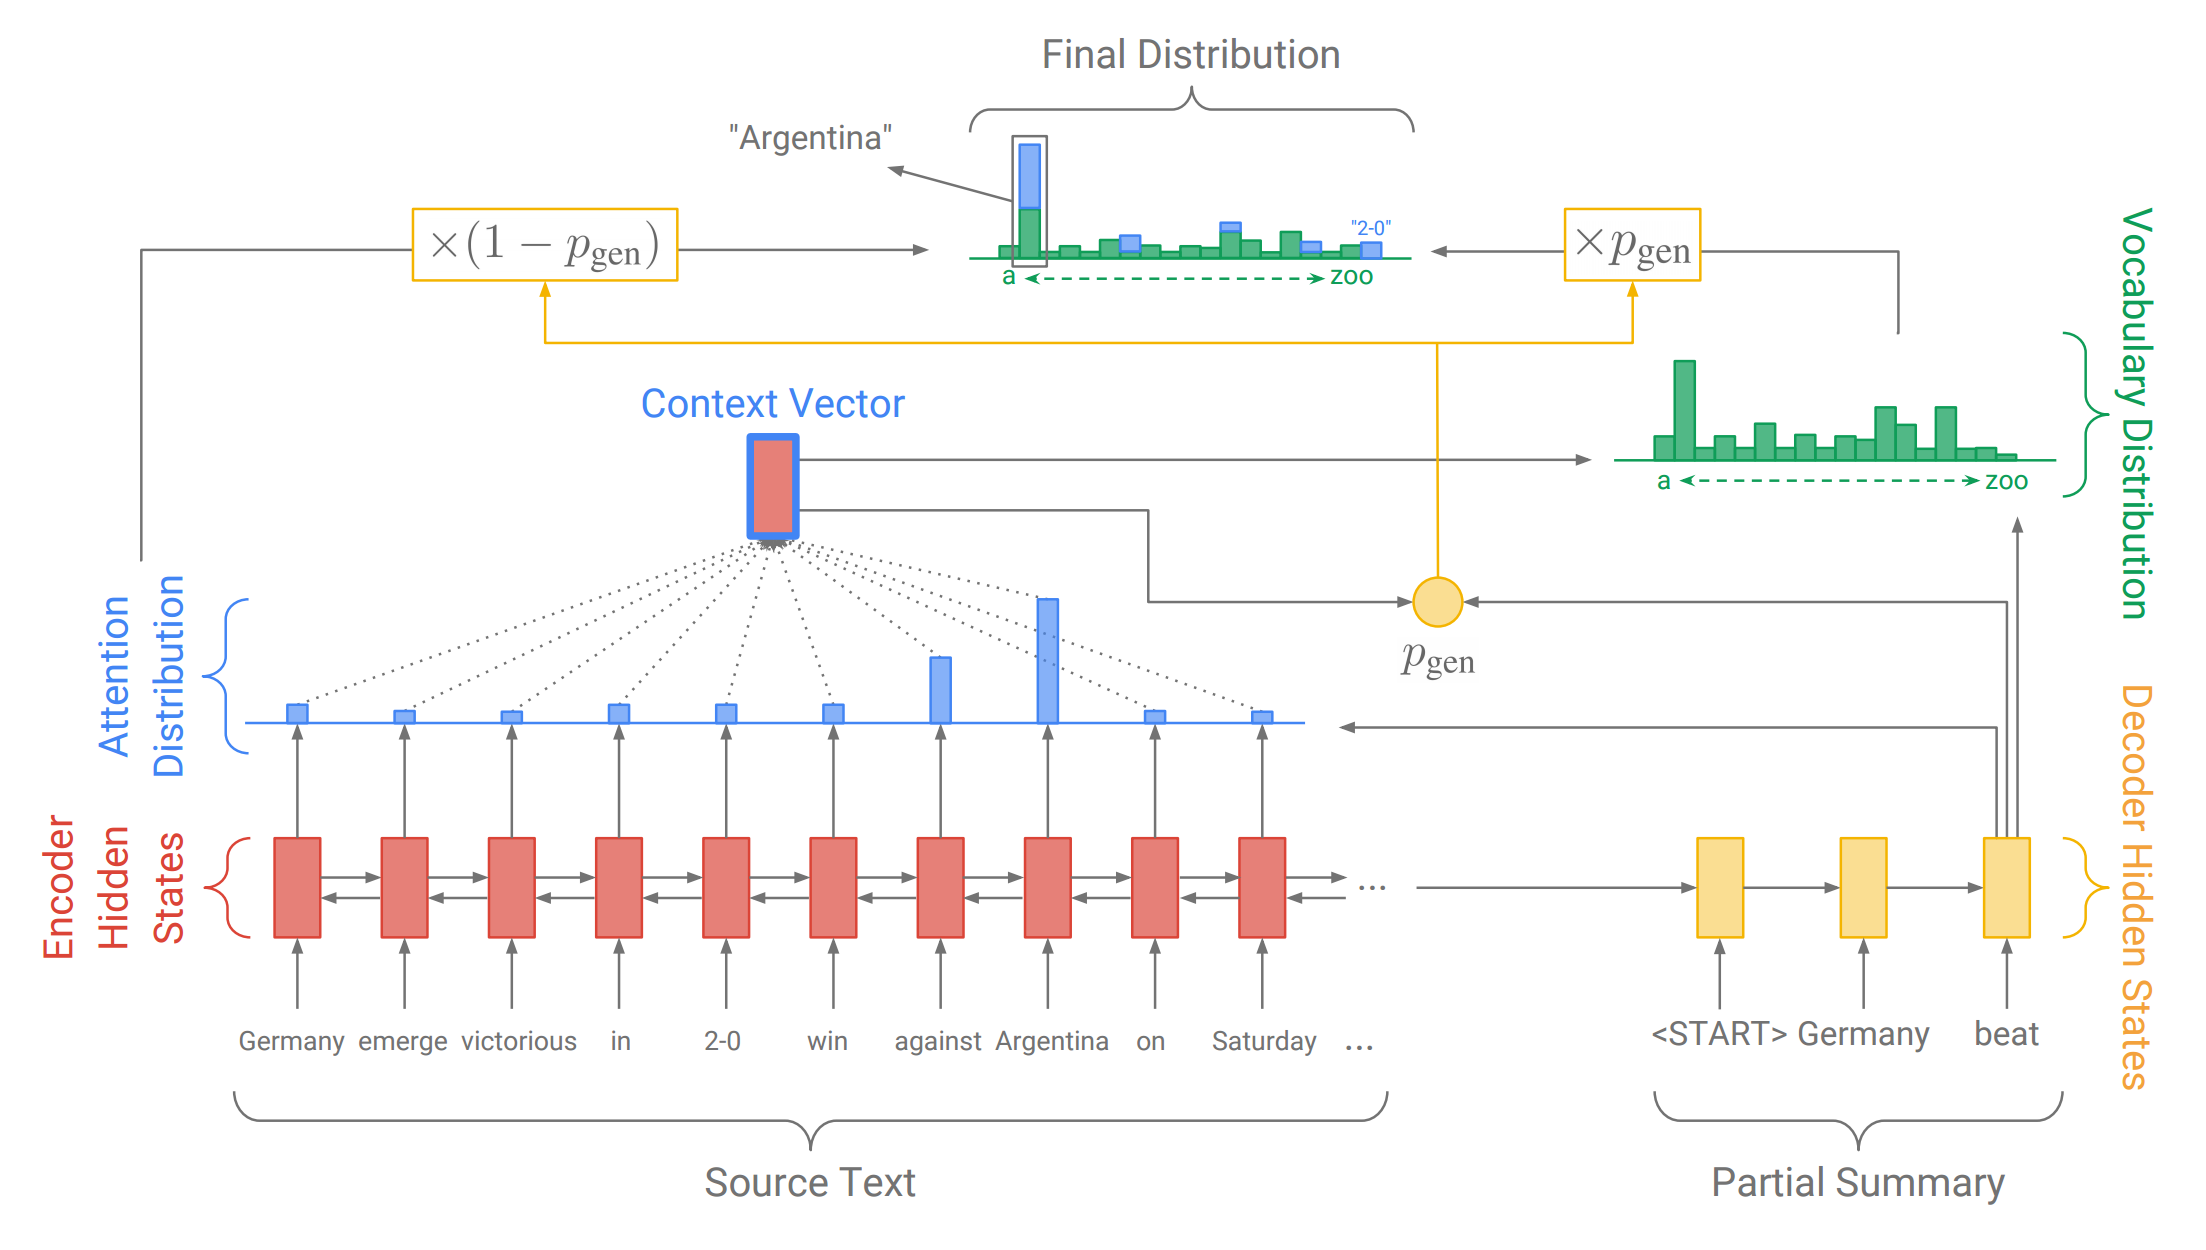 Final Distribution
"Argentina"
×(1 − pgen)
"2-0"
×pgen
a
zoo
Context Vector
Vocabulary Distribution
a
zoo
Attention
Distribution
pgen
Encoder
Hidden
States
...
Decoder Hidden States
Germany emerge victorious in 2-0 win against Argentina on Saturday ...
<START> Germany beat
Source Text
Partial Summary